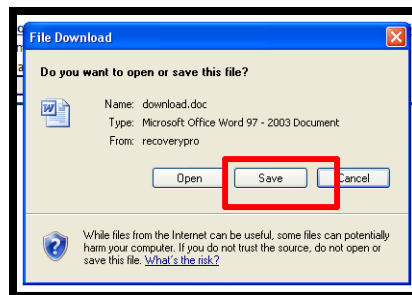 File Download
Do you want to open or save this file?
Name: download.doc
Type: Microsoft Office Word 97 - 2003 Document
From: recoverypro
Open Save Cancel
While files from the Internet can be useful, some files can potentially
harm your computer. If you do not trust the source, do not open or
save this file. What's the risk?